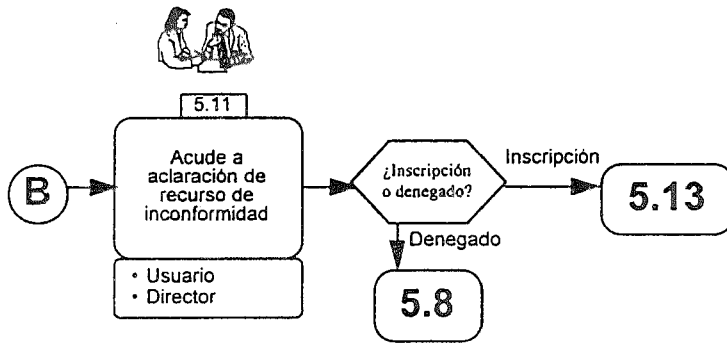 5.11
B
Acude a
aclaración de
recurso de
inconformidad
• Usuario
• Director
¿Inscripción
o denegado?
Inscripción
5.13
Denegado
5.8